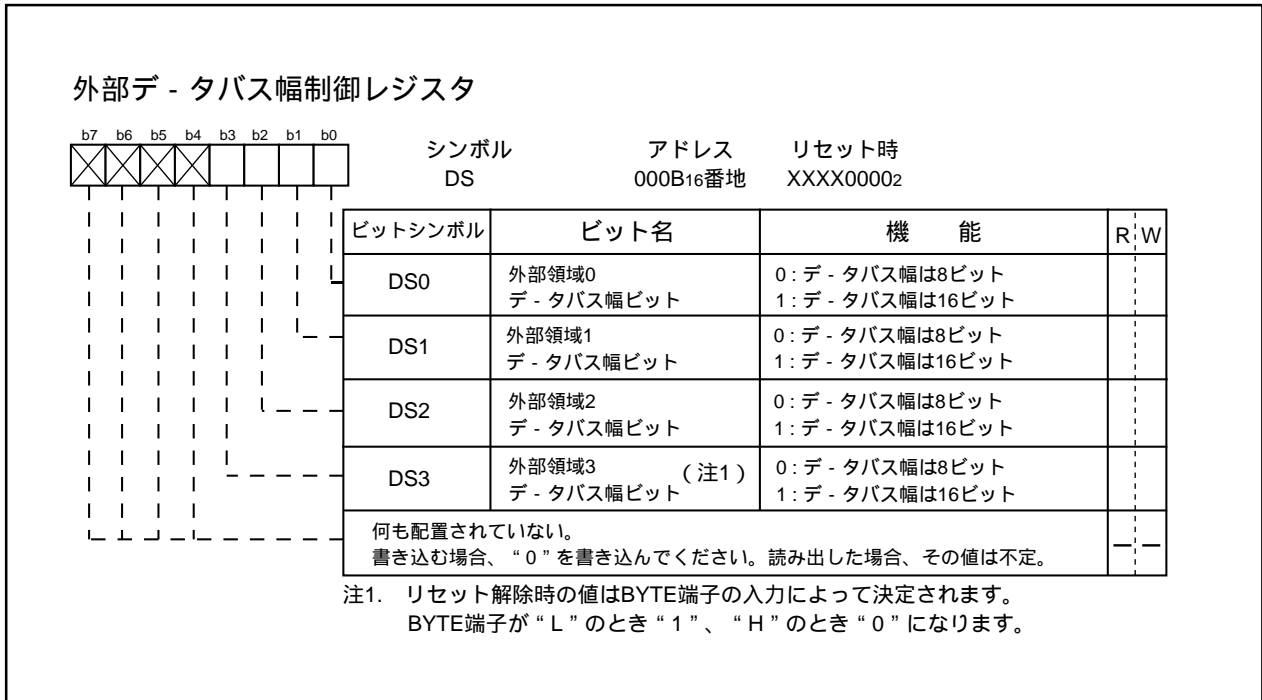 外部デ - タバス幅制御レジスタ
b7 b6 b5 b4 b3 b2 b1 b0
シンボル アドレス リセット時
DS 000B16番地 XXXX00002
ビットシンボル ビット名 機 能 R W
DS0 外部領域0 0 : デ - タバス幅は8ビット
デ - タバス幅ビット 1 : デ - タバス幅は16ビット
DS1 外部領域1 0 : デ - タバス幅は8ビット
デ - タバス幅ビット 1 : デ - タバス幅は16ビット
DS2 外部領域2 0 : デ - タバス幅は8ビット
デ - タバス幅ビット 1 : デ - タバス幅は16ビット
DS3 外部領域3 (注1) 0 : デ - タバス幅は8ビット
デ - タバス幅ビット 1 : デ - タバス幅は16ビット
何も配置されていない。
書き込む場合、“0”を書き込んでください。読み出した場合、その値は不定。 — —
注1. リセット解除時の値はBYTE端子の入力によって決定されます。
BYTE端子が“L”のとき“1”、“H”のとき“0”になります。